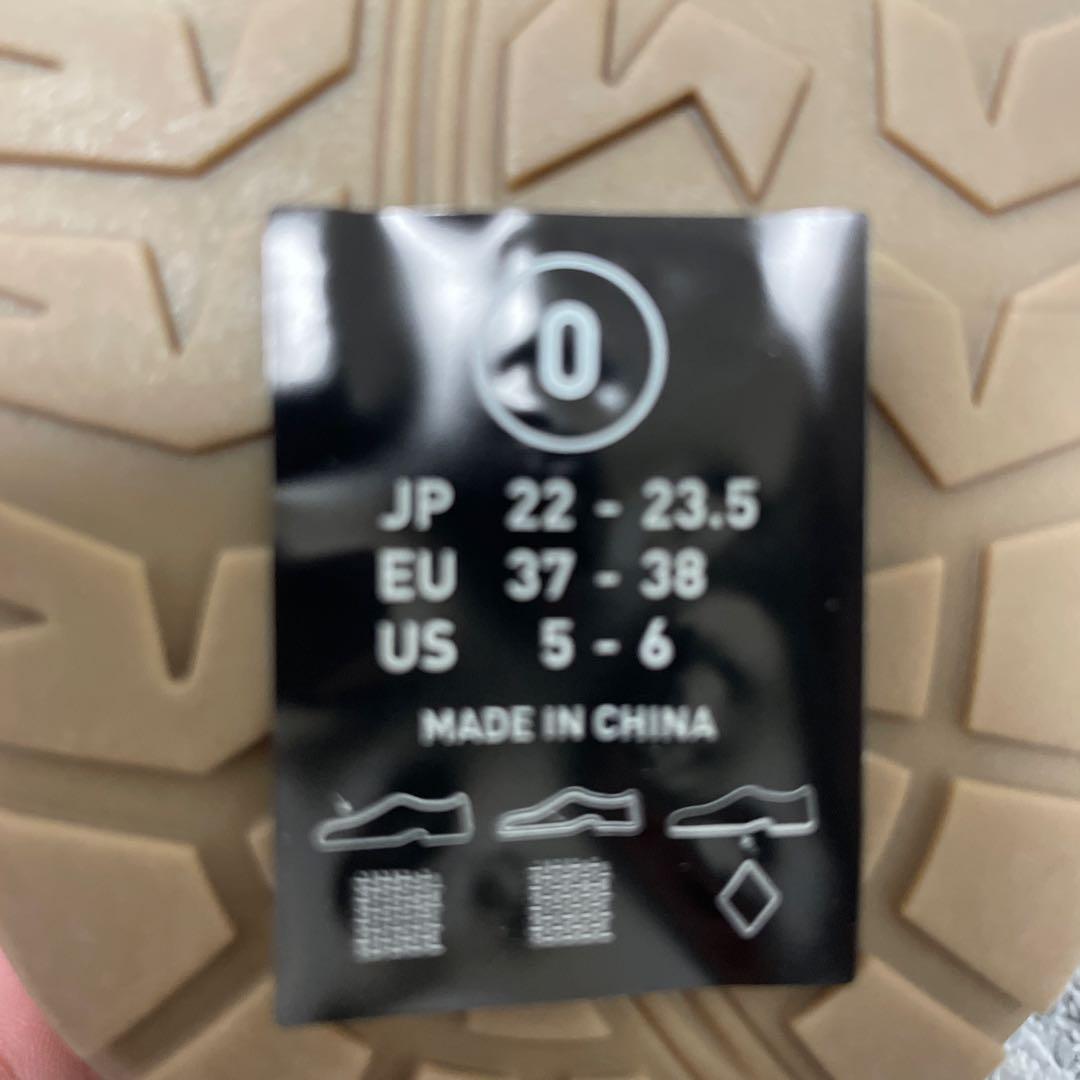 0
JP 22 - 23.5
EU 37 - 38
US 5 - 6
MADE IN CHINA